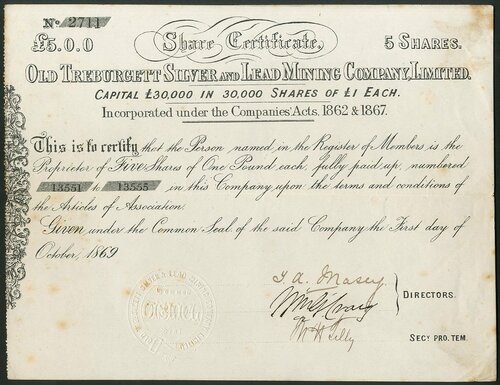 No. 2711
£5.0.0 Share Certificate, 5 SHARES.
OLD TREBURGETT SILVER AND LEAD MINING COMPANY, LIMITED.
CAPITAL £30,000 IN 30,000 SHARES OF £1 EACH.
Incorporated under the Companies' Acts, 1862 & 1867.
This is to certify that the Person named in the Register of Members is the
Proprietor of Five Shares of One Pound each, fully paid up, numbered
13551 13555 in this Company upon the terms and conditions of
the Articles of Association.
Given under the Common Seal of the said Company the First day of
October, 1869
T. A. Masey
Wm. Craig
DIRECTORS.
Tilly
SECY. PRO. TEM.